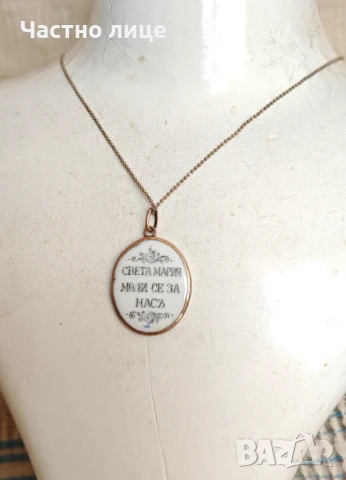 Частно лице
СВЕТА МАРИЯ
МОЛИ СЕ ЗА
НАСЪ
BAZAR